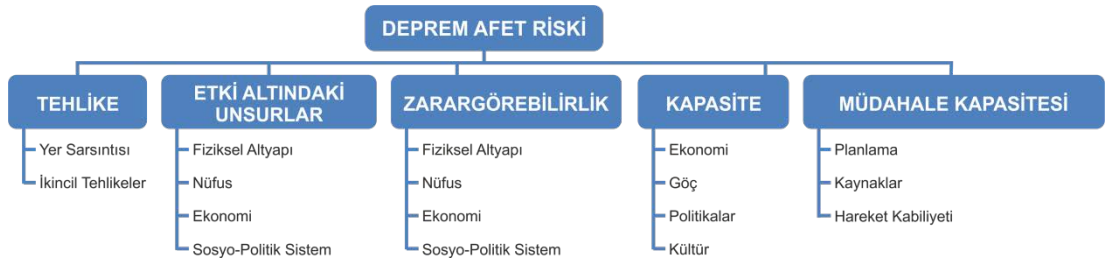 DEPREM AFET RİSKİ
TEHLİKE
Yer Sarsıntısı
İkincil Tehlikeler
ETKİ ALTINDAKİ
UNSURLAR
Fiziksel Altyapı
Nüfus
Ekonomi
Sosyo-Politik Sistem
ZARARGÖREBİLİRLİK
Fiziksel Altyapı
Nüfus
Ekonomi
Sosyo-Politik Sistem
KAPASİTE
Ekonomi
Göç
Politikalar
Kültür
MÜDAHALE KAPASİTESİ
Planlama
Kaynaklar
Hareket Kabiliyeti